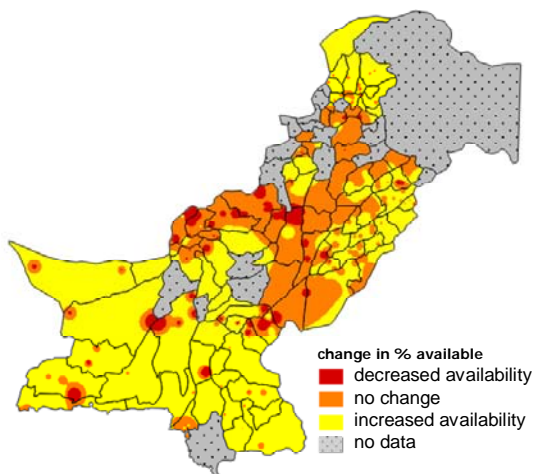 change in % available
decreased availability
no change
increased availability
no data